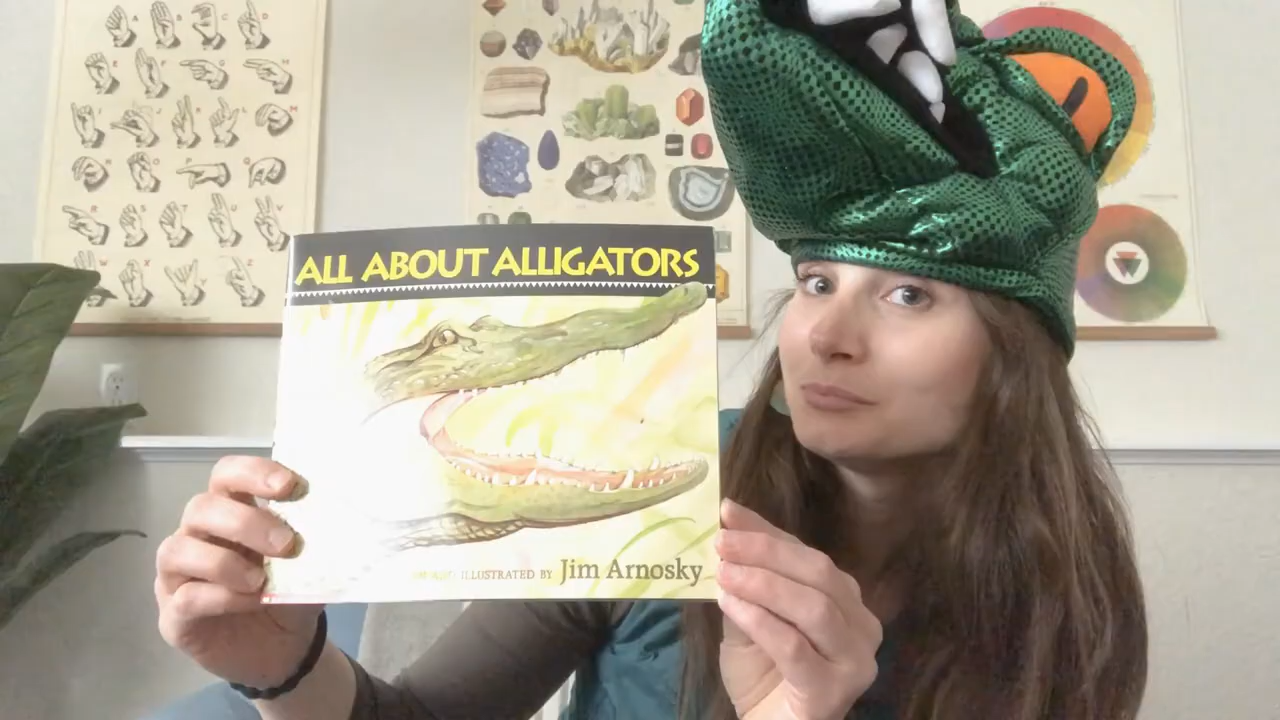 A B C D
E F G H
J K L M
N O P Q
R S T U V
W X Y Z
ALL ABOUT ALLIGATORS
ILLUSTRATED BY Jim Arnosky